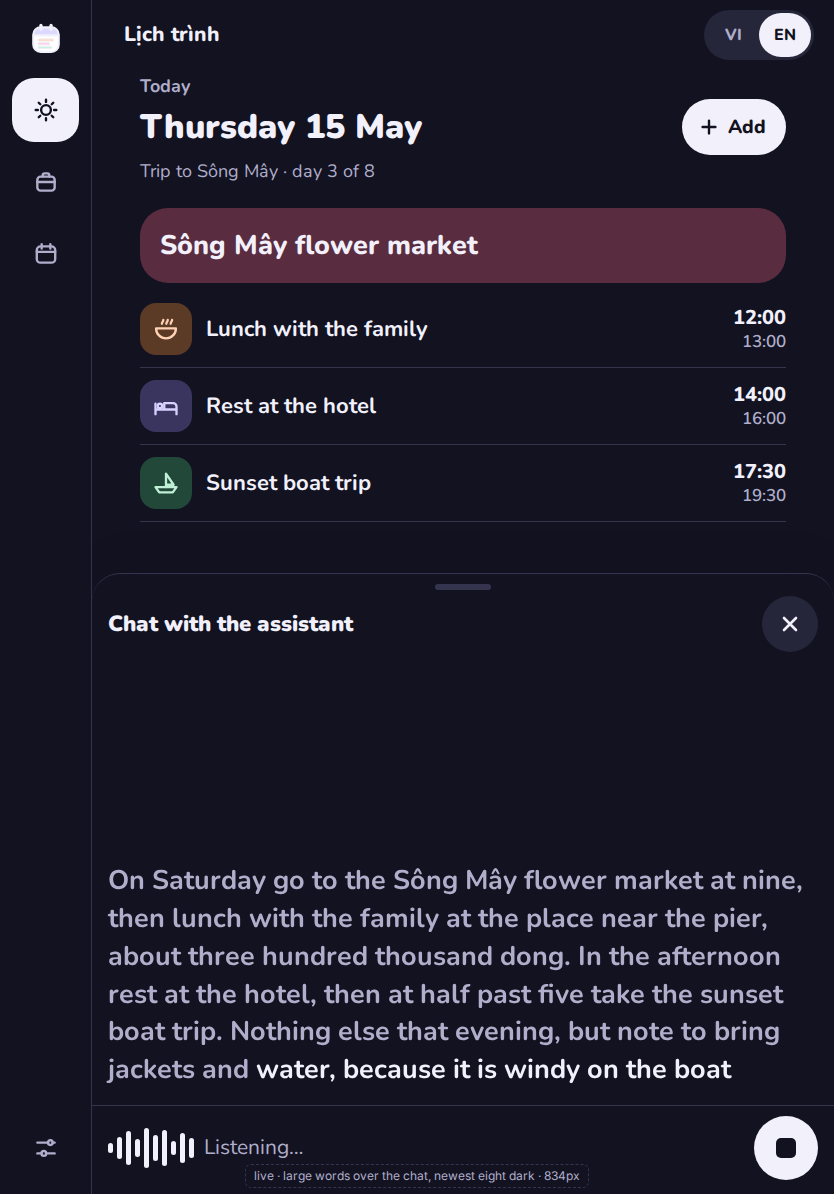 Lịch trình
VI EN
Today
Thursday 15 May
+ Add
Trip to Sông Mây · day 3 of 8
Sông Mây flower market
Lunch with the family
12:00
13:00
Rest at the hotel
14:00
16:00
Sunset boat trip
17:30
19:30
Chat with the assistant
On Saturday go to the Sông Mây flower market at nine,
then lunch with the family at the place near the pier,
about three hundred thousand dong. In the afternoon
rest at the hotel, then at half past five take the sunset
boat trip. Nothing else that evening, but note to bring
jackets and water, because it is windy on the boat
Listening...
live · large words over the chat, newest eight dark · 834px